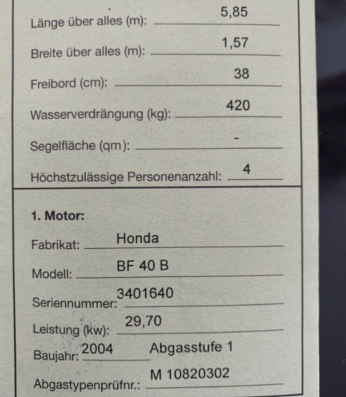 Länge über alles (m): 5,85
Breite über alles (m): 1,57
Freibord (cm): 38
Wasserverdrängung (kg): 420
Segelfläche (qm): -
Höchstzulässige Personenanzahl: 4
1. Motor:
Fabrikat: Honda
Modell: BF 40 B
Seriennummer: 3401640
Leistung (kw): 29,70
Baujahr: 2004 Abgasstufe 1
Abgastypenprüfnr.: M 10820302